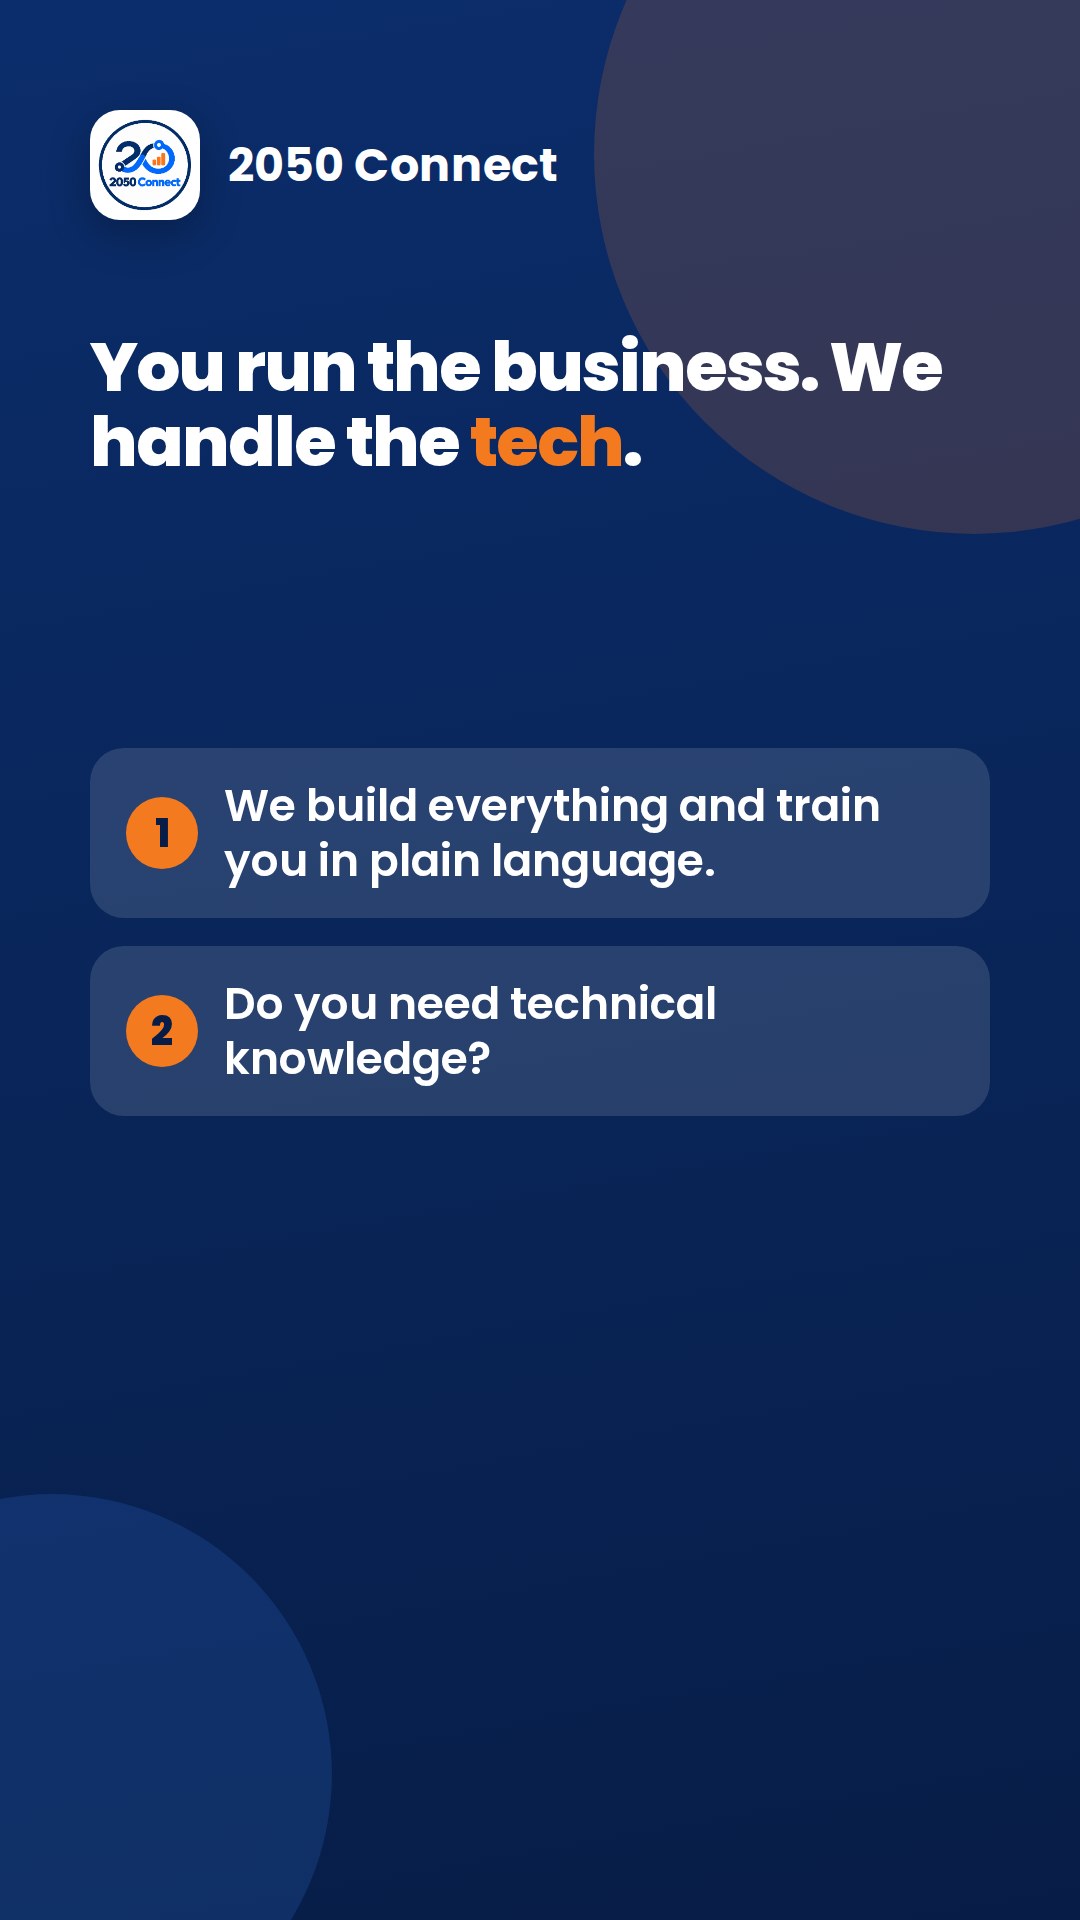 2050 Connect
2050 Connect
You run the business. We
handle the tech.
1
We build everything and train
you in plain language.
2
Do you need technical
knowledge?